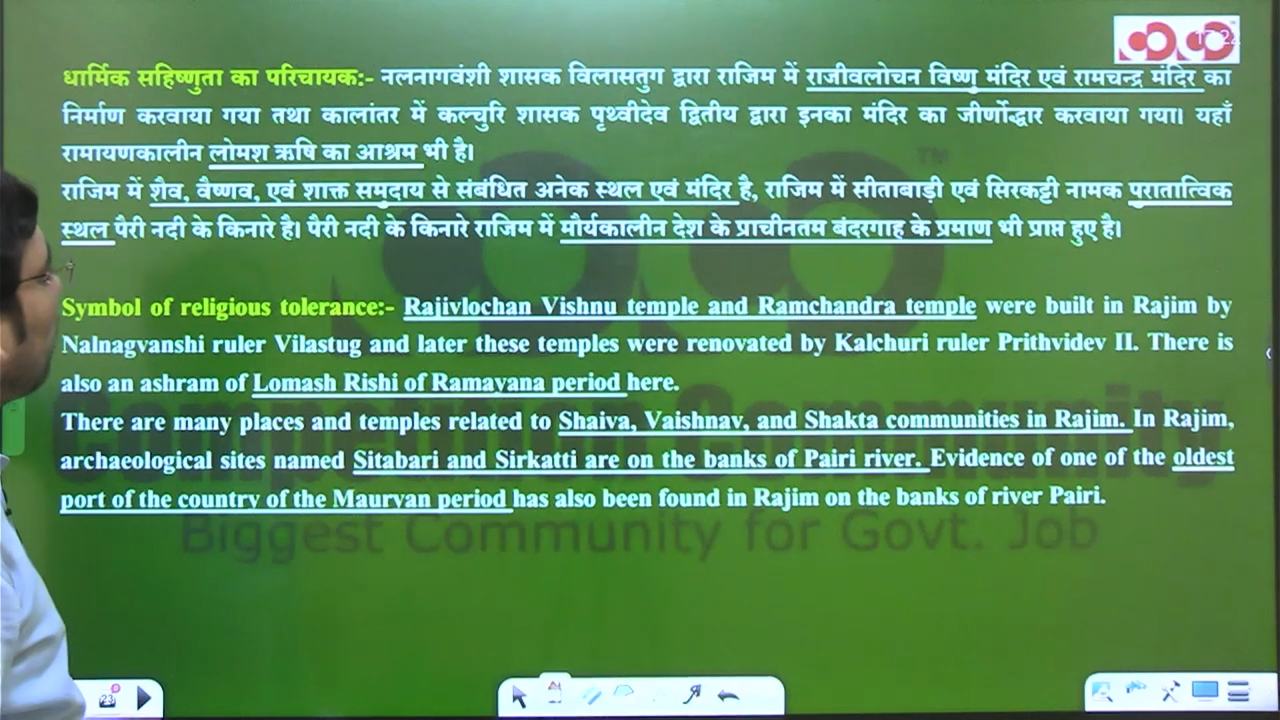 17:22
धार्मिक सहिष्णुता का परिचायक:- नलनागवंशी शासक विलासतुग द्वारा राजिम में राजीवलोचन विष्णु मंदिर एवं रामचन्द्र मंदिर का
निर्माण करवाया गया तथा कालांतर में कल्चुरि शासक पृथ्वीदेव द्वितीय द्वारा इनका मंदिर का जीर्णोद्धार करवाया गया। यहाँ
रामायणकालीन लोमश ऋषि का आश्रम भी है।
राजिम में शैव, वैष्णव, एवं शाक्त समुदाय से संबंधित अनेक स्थल एवं मंदिर है, राजिम में सीताबाड़ी एवं सिरकट्टी नामक पुरातात्विक
स्थल पैरी नदी के किनारे है। पैरी नदी के किनारे राजिम में मौर्यकालीन देश के प्राचीनतम बंदरगाह के प्रमाण भी प्राप्त हुए है।
Symbol of religious tolerance:- Rajivlochan Vishnu temple and Ramchandra temple were built in Rajim by
Nalnagvanshi ruler Vilastug and later these temples were renovated by Kalchuri ruler Prithvidev II. There is
also an ashram of Lomash Rishi of Ramayana period here.
There are many places and temples related to Shaiva, Vaishnav, and Shakta communities in Rajim. In Rajim,
archaeological sites named Sitabari and Sirkatti are on the banks of Pairi river. Evidence of one of the oldest
port of the country of the Mauryan period has also been found in Rajim on the banks of river Pairi.
TM
Competition Community
Biggest Community for Govt. Job
23